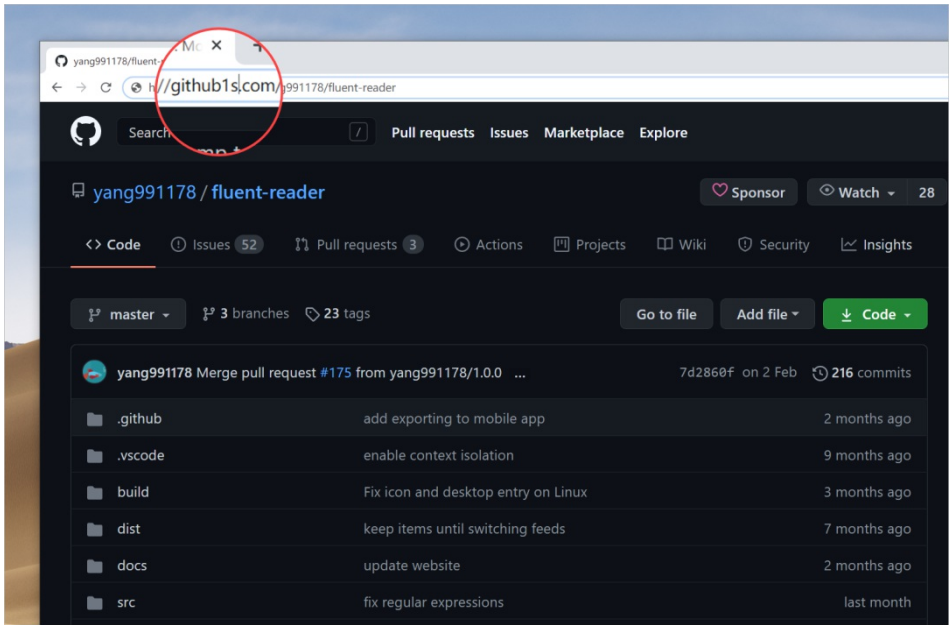 yang991178/fluent-r
//github1s.com/g991178/fluent-reader
Search /
Pull requests Issues Marketplace Explore
yang991178 / fluent-reader
Sponsor Watch 28
Code Issues 52 Pull requests 3 Actions Projects Wiki Security Insights
master 3 branches 23 tags Go to file Add file Code
yang991178 Merge pull request #175 from yang991178/1.0.0 ... 7d2860f on 2 Feb 216 commits
.github add exporting to mobile app 2 months ago
.vscode enable context isolation 9 months ago
build Fix icon and desktop entry on Linux 3 months ago
dist keep items until switching feeds 7 months ago
docs update website 2 months ago
src fix regular expressions last month